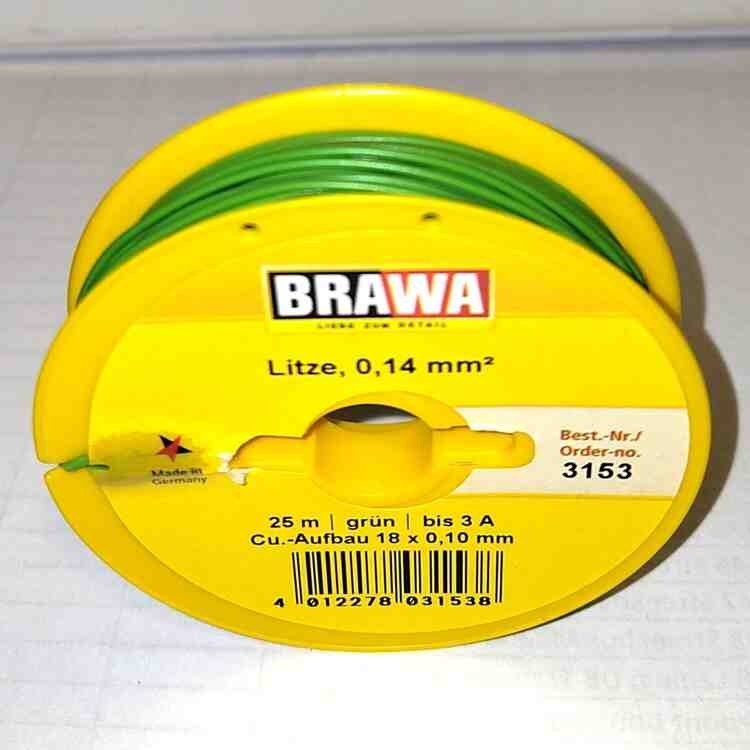 BRAWA
LIEBE ZUM DETAIL
Litze, 0,14 mm²
Best.-Nr./
Order-no.
3153
Made in
Germany
25 m | grün | bis 3 A
Cu.-Aufbau 18 x 0,10 mm
4 012278 031538